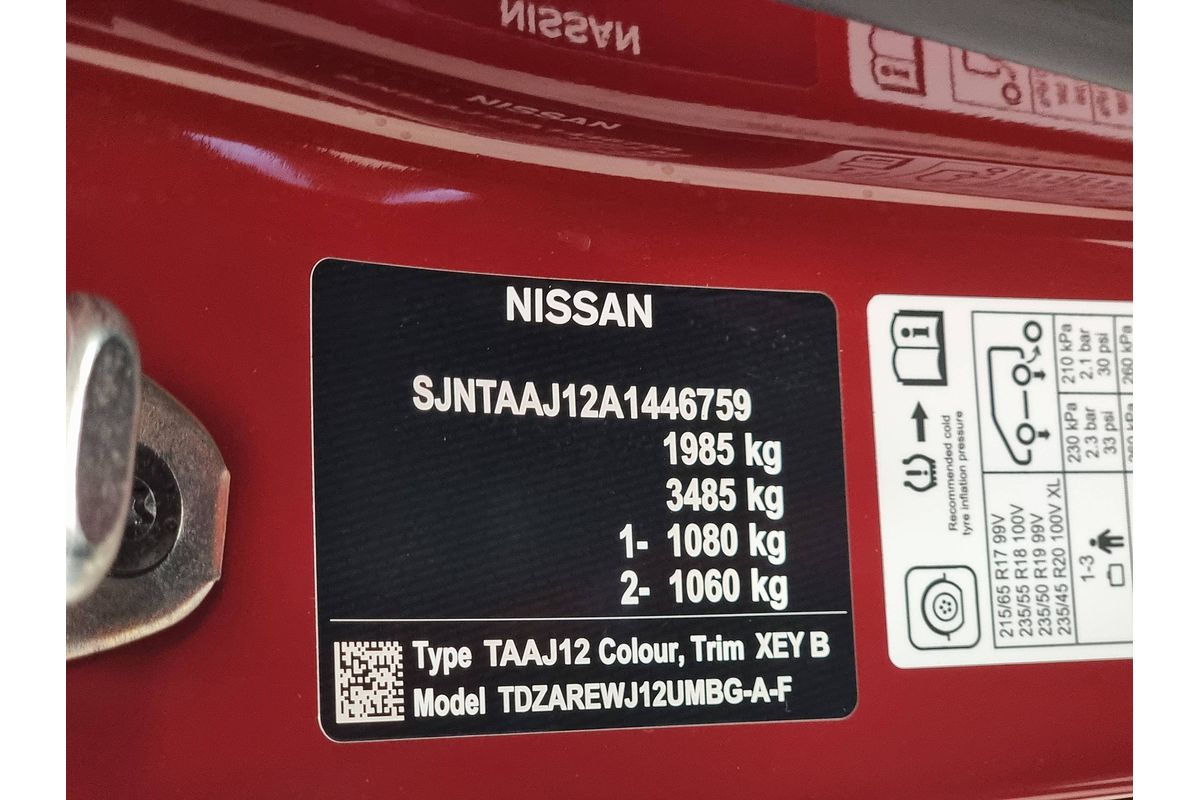 NISSAN
NISSAN
NISSAN
SJNTAAJ12A1446759
1985 kg
3485 kg
1- 1080 kg
2- 1060 kg
Type TAAJ12 Colour, Trim XEY B
Model TDZAREWJ12UMBG-A-F
Recommended cold
tyre inflation pressure
215/65 R17 99V
235/55 R18 100V
235/50 R19 99V
235/45 R20 100V XL
1-3
230 kPa
2.3 bar
33 psi
210 kPa
2.1 bar
30 psi
260 kPa